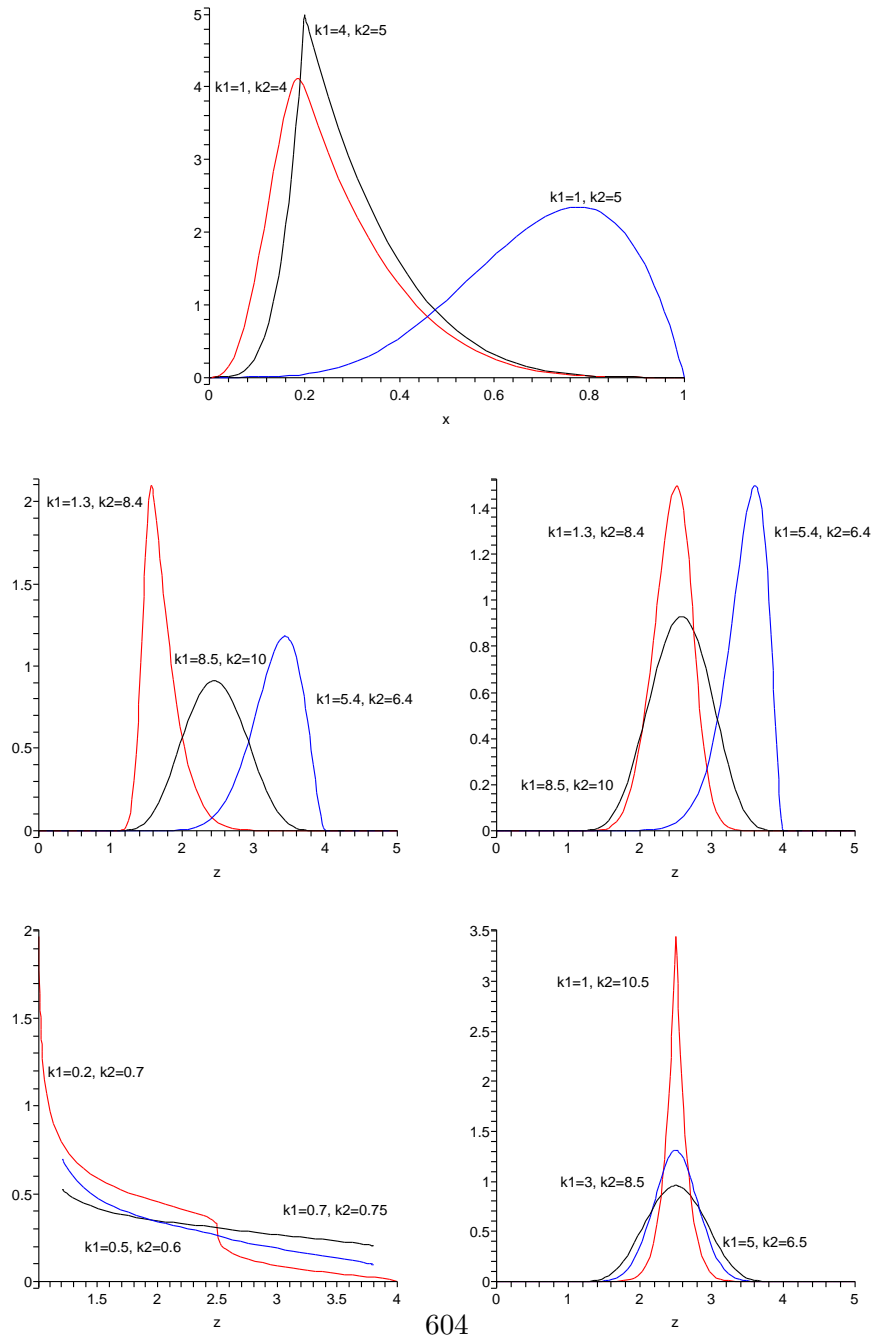 5
k1=4, k2=5
4
k1=1, k2=4
3
k1=1, k2=5
2
1
0
0 0.2 0.4 0.6 0.8 1
x
2
k1=1.3, k2=8.4
1.5
1
k1=8.5, k2=10
k1=5.4, k2=6.4
0.5
0
0 1 2 3 4 5
z
1.4
k1=1.3, k2=8.4
k1=5.4, k2=6.4
1.2
1
0.8
0.6
0.4
0.2
k1=8.5, k2=10
0
0 1 2 3 4 5
z
2
1.5
k1=0.2, k2=0.7
1
0.5
k1=0.7, k2=0.75
k1=0.5, k2=0.6
0
1.5 2 2.5 3 3.5 4
z
3.5
k1=1, k2=10.5
3
2.5
2
1.5
1
k1=3, k2=8.5
0.5
k1=5, k2=6.5
0
0 1 2 3 4 5
z
604